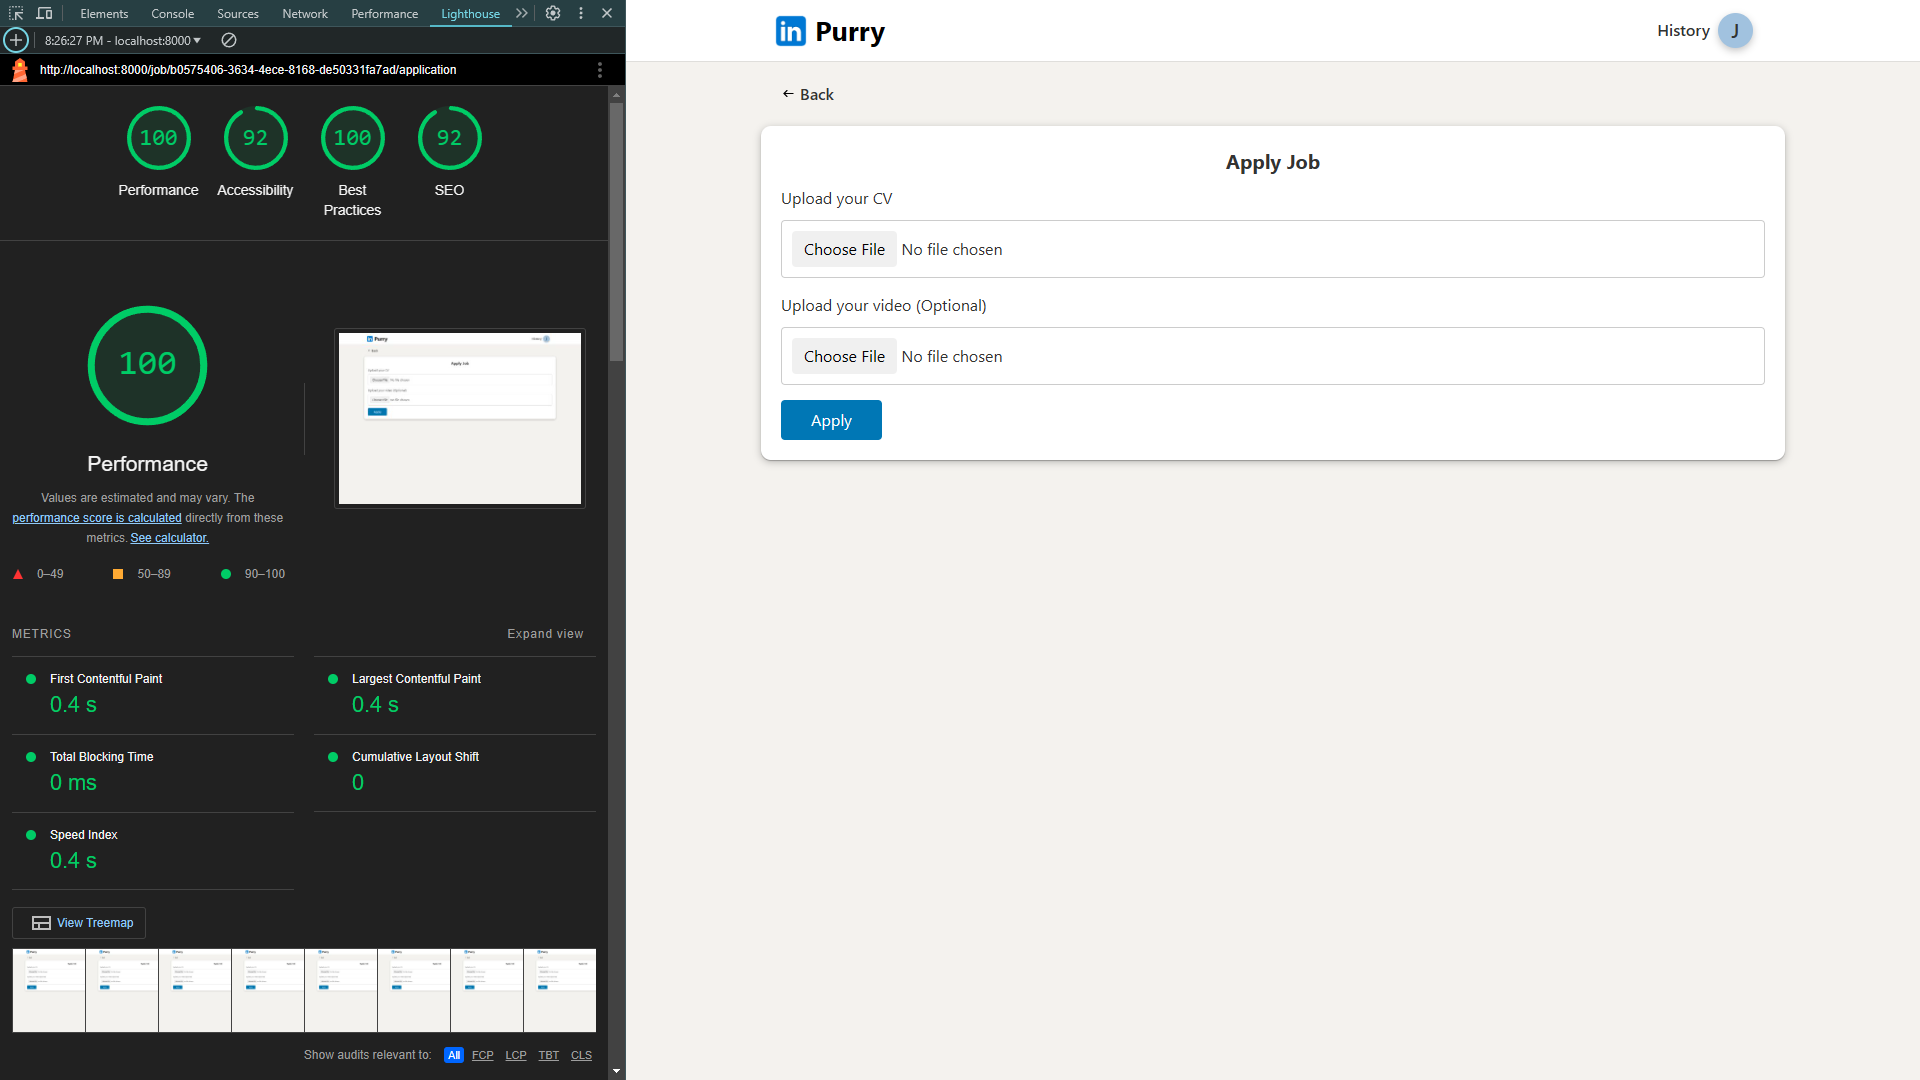 Elements Console Sources Network Performance Lighthouse
8:26:27 PM - localhost:8000
http://localhost:8000/job/b0575406-3634-4ece-8168-de50331fa7ad/application
100 92 100 92
Performance Accessibility Best Practices SEO
100
Performance
Values are estimated and may vary. The
performance score is calculated directly from these
metrics. See calculator.
0–49 50–89 90–100
METRICS Expand view
First Contentful Paint
0.4 s
Largest Contentful Paint
0.4 s
Total Blocking Time
0 ms
Cumulative Layout Shift
0
Speed Index
0.4 s
View Treemap
Show audits relevant to: All FCP LCP TBT CLS
in Purry
History J
← Back
Apply Job
Upload your CV
Choose File No file chosen
Upload your video (Optional)
Choose File No file chosen
Apply